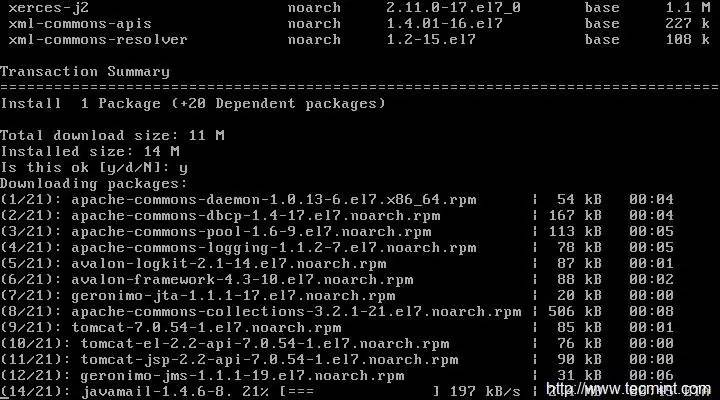 xerces-j2 noarch 2.11.0-17.el7_0 base 1.1 M
xml-commons-apis noarch 1.4.01-16.el7 base 227 k
xml-commons-resolver noarch 1.2-15.el7 base 108 k
Transaction Summary
================================================================================
Install 1 Package (+20 Dependent packages)
Total download size: 11 M
Installed size: 14 M
Is this ok [y/d/N]: y
Downloading packages:
(1/21): apache-commons-daemon-1.0.13-6.el7.x86_64.rpm | 54 kB 00:04
(2/21): apache-commons-dbcp-1.4-17.el7.noarch.rpm | 167 kB 00:04
(3/21): apache-commons-pool-1.6-9.el7.noarch.rpm | 113 kB 00:05
(4/21): apache-commons-logging-1.1.2-7.el7.noarch.rpm | 78 kB 00:05
(5/21): avalon-logkit-2.1-14.el7.noarch.rpm | 87 kB 00:01
(6/21): avalon-framework-4.3-10.el7.noarch.rpm | 88 kB 00:02
(7/21): geronimo-jta-1.1.1-17.el7.noarch.rpm | 20 kB 00:00
(8/21): apache-commons-collections-3.2.1-21.el7.noarch.rpm | 506 kB 00:08
(9/21): tomcat-7.0.54-1.el7.noarch.rpm | 85 kB 00:01
(10/21): tomcat-el-2.2-api-7.0.54-1.el7.noarch.rpm | 76 kB 00:00
(11/21): tomcat-jsp-2.2-api-7.0.54-1.el7.noarch.rpm | 90 kB 00:00
(12/21): geronimo-jms-1.1.1-19.el7.noarch.rpm | 31 kB 00:06
(14/21): javamail-1.4.6-8. 21% [=== ] 197 kB/s |
http://www.tecmint.com